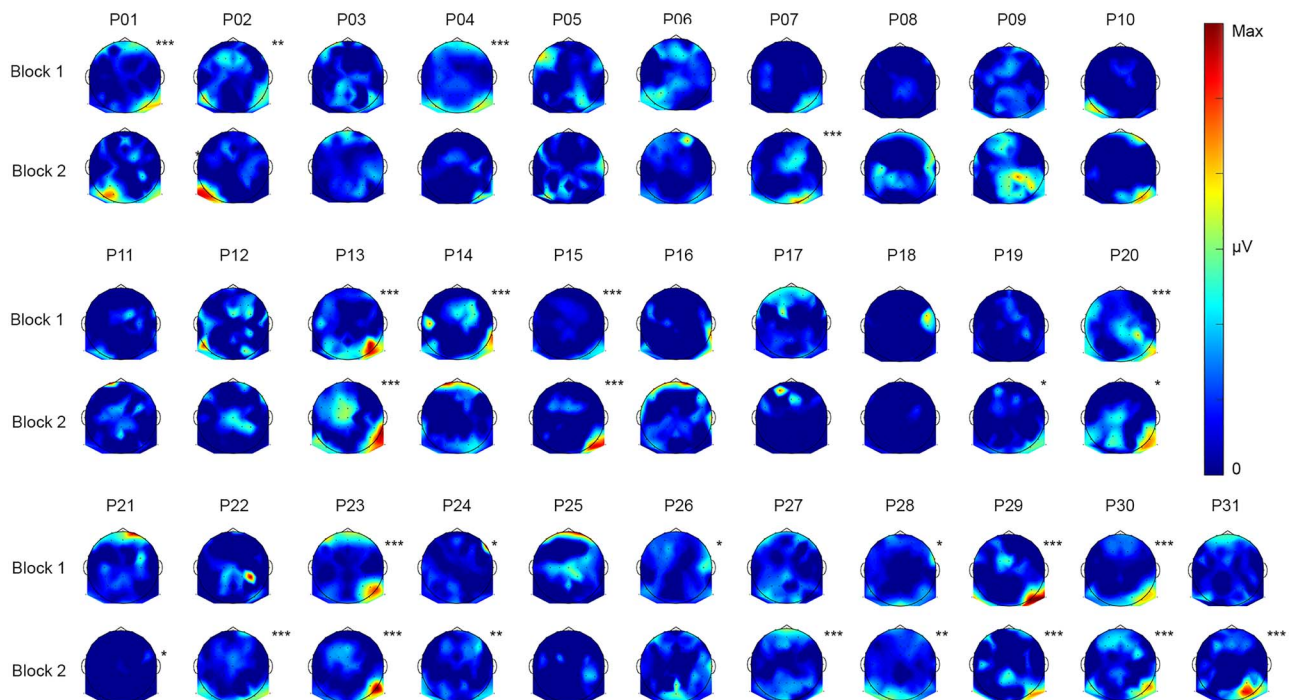 P01 P02 P03 P04 P05 P06 P07 P08 P09 P10 Max
Block 1 *** ** ***
Block 2 * ***
µV
P11 P12 P13 P14 P15 P16 P17 P18 P19 P20
Block 1 *** *** *** ***
Block 2 *** *** * *
0
P21 P22 P23 P24 P25 P26 P27 P28 P29 P30 P31
Block 1 *** * * * *** ***
Block 2 * *** *** ** *** ** *** *** ***